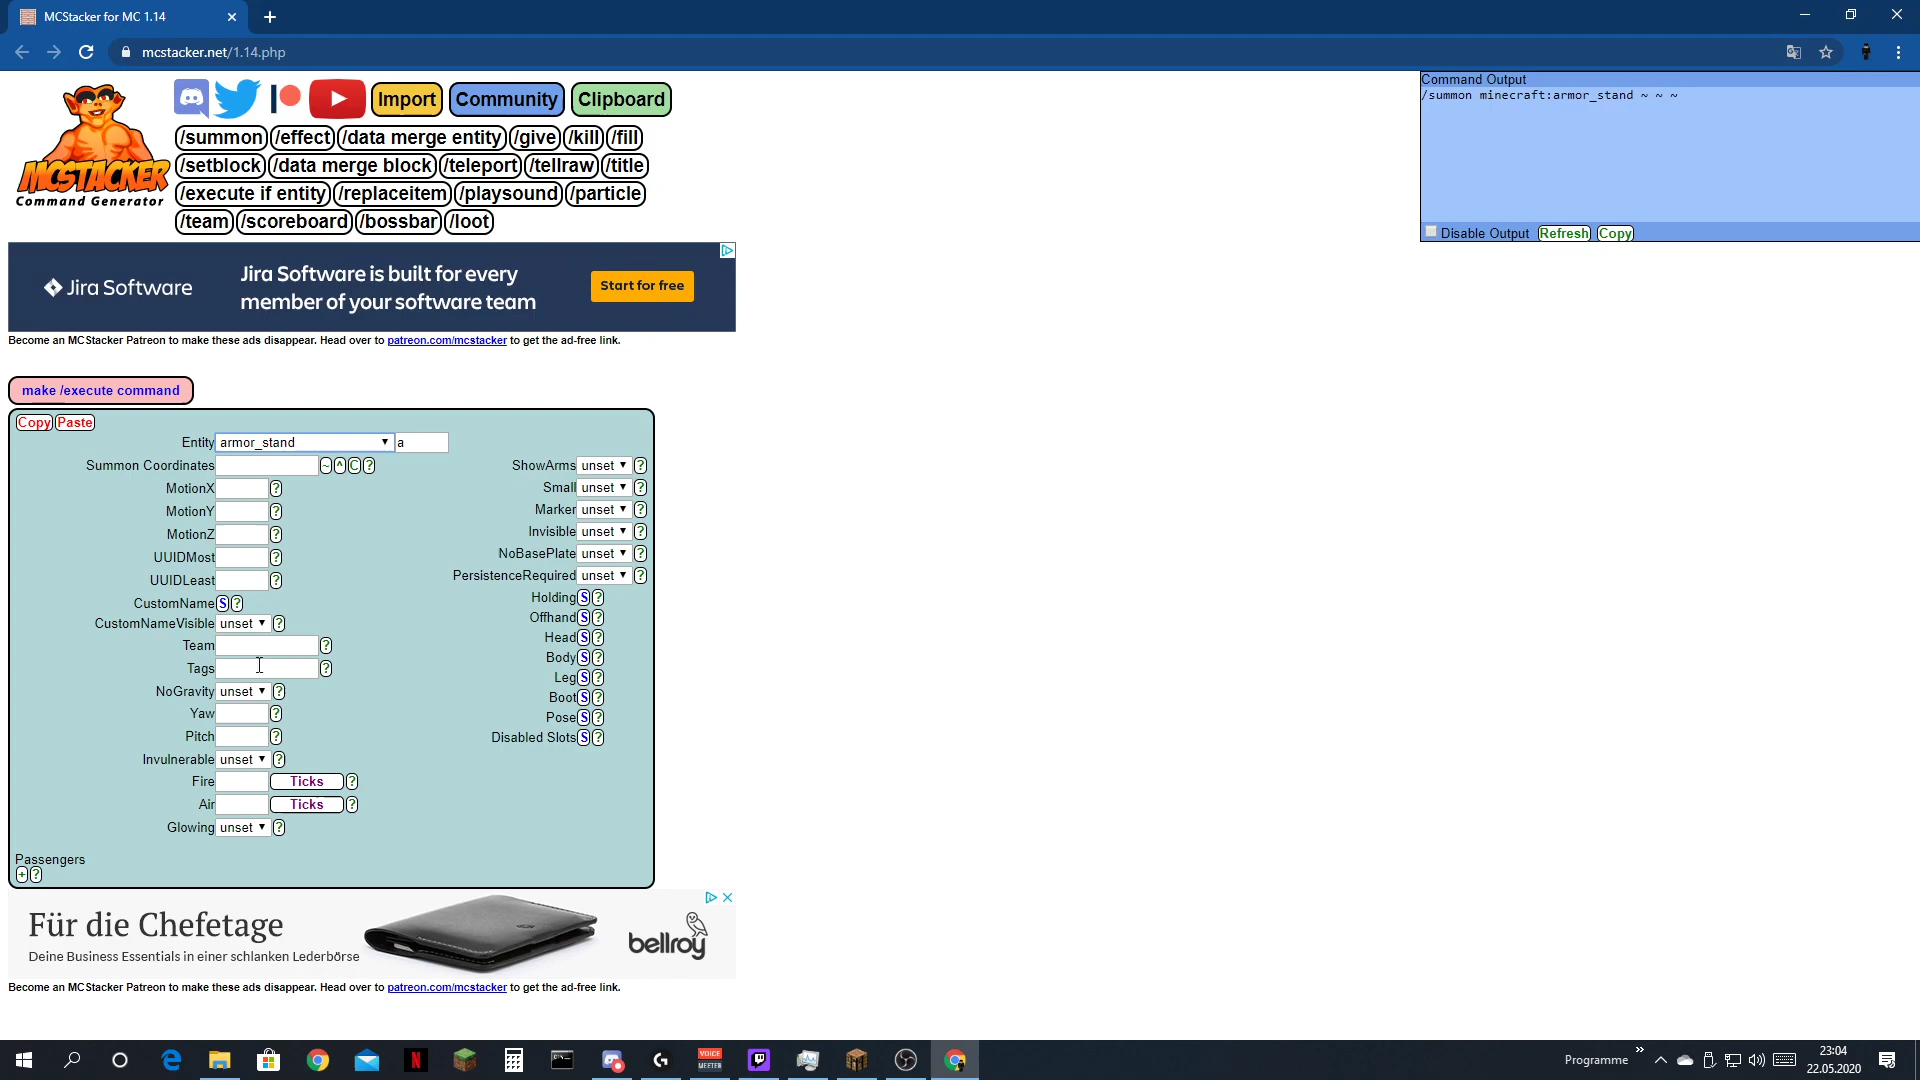 MCStacker for MC 1.14
mcstacker.net/1.14.php
MCSTACKER
Command Generator
Import
Community
Clipboard
/summon /effect /data merge entity /give /kill /fill
/setblock /data merge block /teleport /tellraw /title
/execute if entity /replaceitem /playsound /particle
/team /scoreboard /bossbar /loot
Command Output
/summon minecraft:armor_stand ~ ~ ~
Disable Output Refresh Copy
Jira Software
Jira Software is built for every
member of your software team
Start for free
Become an MCStacker Patreon to make these ads disappear. Head over to patreon.com/mcstacker to get the ad-free link.
make /execute command
Copy Paste
Entity armor_stand a
Summon Coordinates ~ ^ C ?
MotionX ?
MotionY ?
MotionZ ?
UUIDMost ?
UUIDLeast ?
CustomName S ?
CustomNameVisible unset ?
Team ?
Tags ?
NoGravity unset ?
Yaw ?
Pitch ?
Invulnerable unset ?
Fire Ticks ?
Air Ticks ?
Glowing unset ?
ShowArms unset ?
Small unset ?
Marker unset ?
Invisible unset ?
NoBasePlate unset ?
PersistenceRequired unset ?
Holding S ?
Offhand S ?
Head S ?
Body S ?
Leg S ?
Boot S ?
Pose S ?
Disabled Slots S ?
Passengers
+ ?
Für die Chefetage
Deine Business Essentials in einer schlanken Lederbörse
bellroy
Become an MCStacker Patreon to make these ads disappear. Head over to patreon.com/mcstacker to get the ad-free link.
VOICE
MEETER
Programme
23:04
22.05.2020